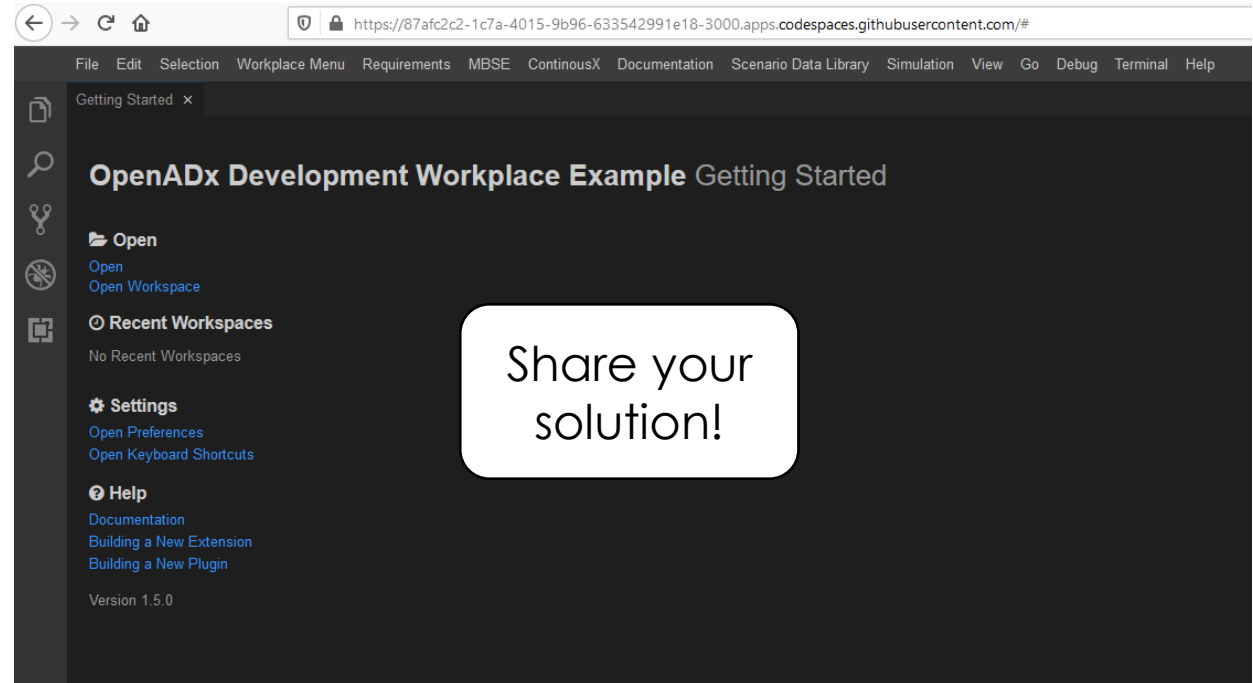 https://87afc2c2-1c7a-4015-9b96-633542991e18-3000.apps.codespaces.githubusercontent.com/#
File Edit Selection Workplace Menu Requirements MBSE ContinousX Documentation Scenario Data Library Simulation View Go Debug Terminal Help
Getting Started ×
OpenADx Development Workplace Example Getting Started
Open
Open
Open Workspace
Recent Workspaces
No Recent Workspaces
Settings
Open Preferences
Open Keyboard Shortcuts
Help
Documentation
Building a New Extension
Building a New Plugin
Version 1.5.0
Share your
solution!